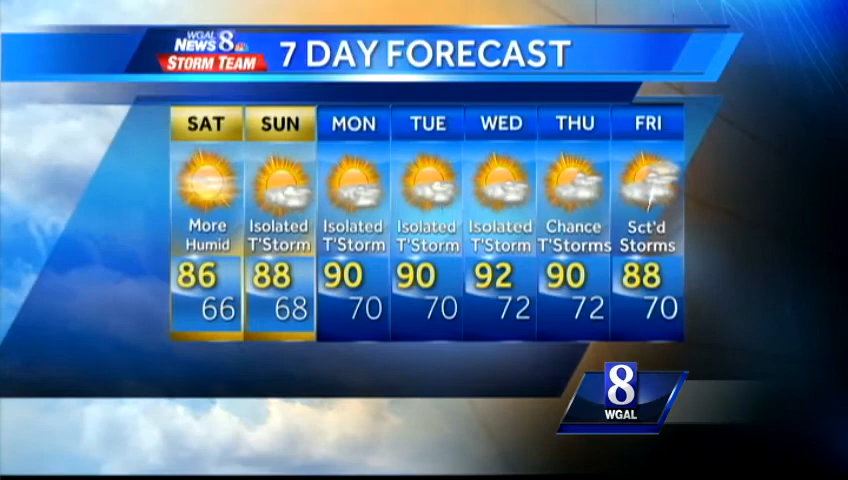 WGAL
NEWS 8
STORM TEAM
7 DAY FORECAST
SAT SUN MON TUE WED THU FRI
More Isolated Isolated Isolated Isolated Chance Sct'd
Humid T'Storm T'Storm T'Storm T'Storm T'Storms Storms
86 88 90 90 92 90 88
66 68 70 70 72 72 70
8
WGAL